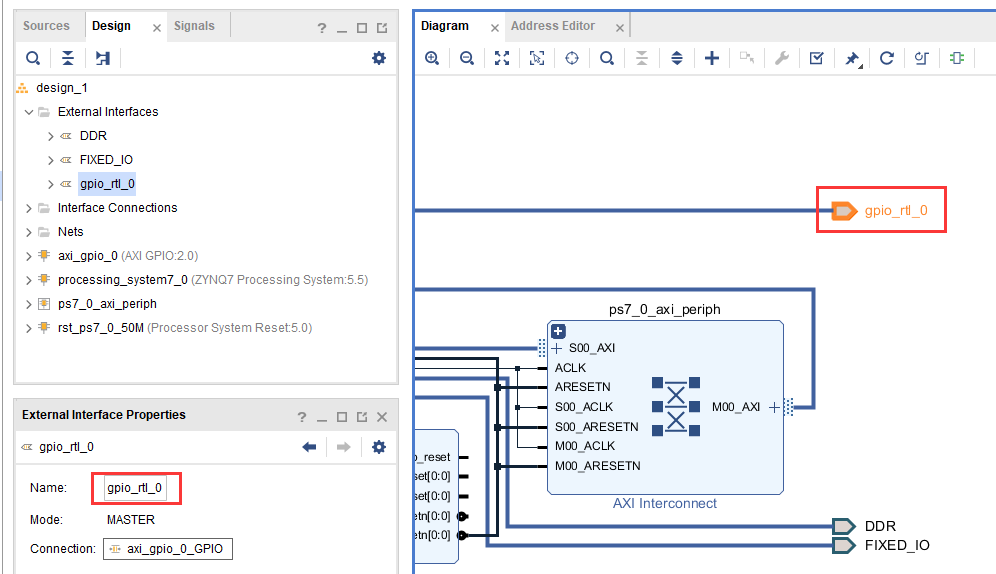 Sources Design Signals
design_1
External Interfaces
DDR
FIXED_IO
gpio_rtl_0
Interface Connections
Nets
axi_gpio_0 (AXI GPIO:2.0)
processing_system7_0 (ZYNQ7 Processing System:5.5)
ps7_0_axi_periph
rst_ps7_0_50M (Processor System Reset:5.0)
External Interface Properties
gpio_rtl_0
Name: gpio_rtl_0
Mode: MASTER
Connection: axi_gpio_0_GPIO
Diagram Address Editor
gpio_rtl_0
ps7_0_axi_periph
S00_AXI
ACLK
ARESETN
S00_ACLK
S00_ARESETN
M00_ACLK
M00_ARESETN
M00_AXI
AXI Interconnect
_reset
set[0:0]
set[0:0]
etn[0:0]
etn[0:0]
DDR
FIXED_IO